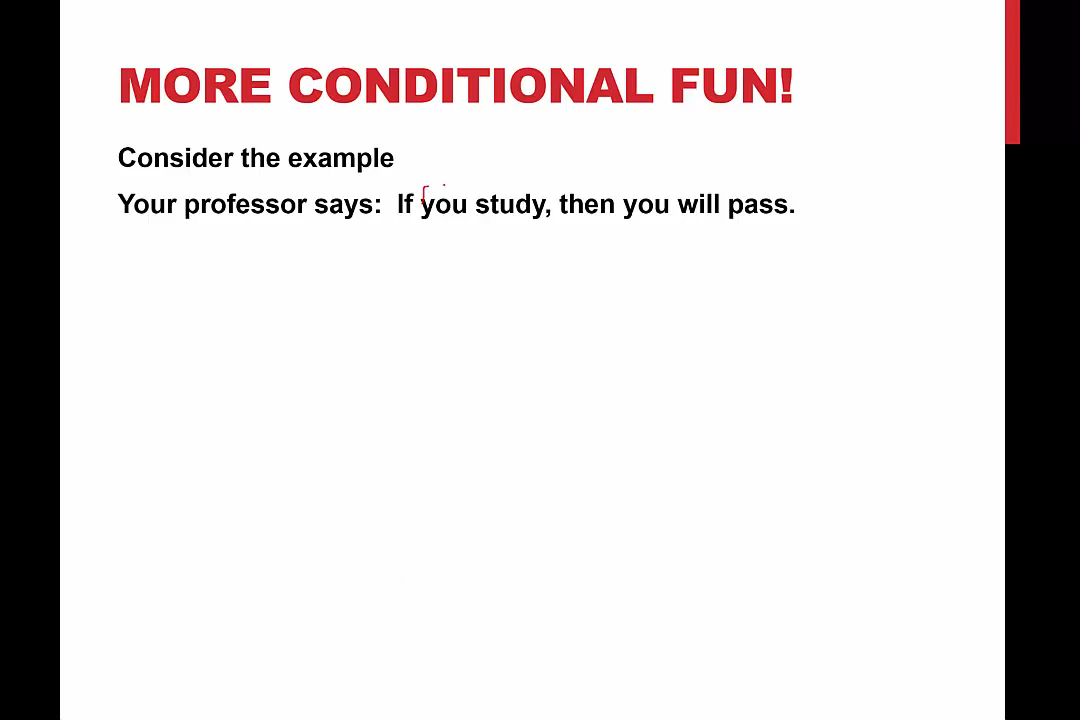 MORE CONDITIONAL FUN!
Consider the example
Your professor says:  If you study, then you will pass.